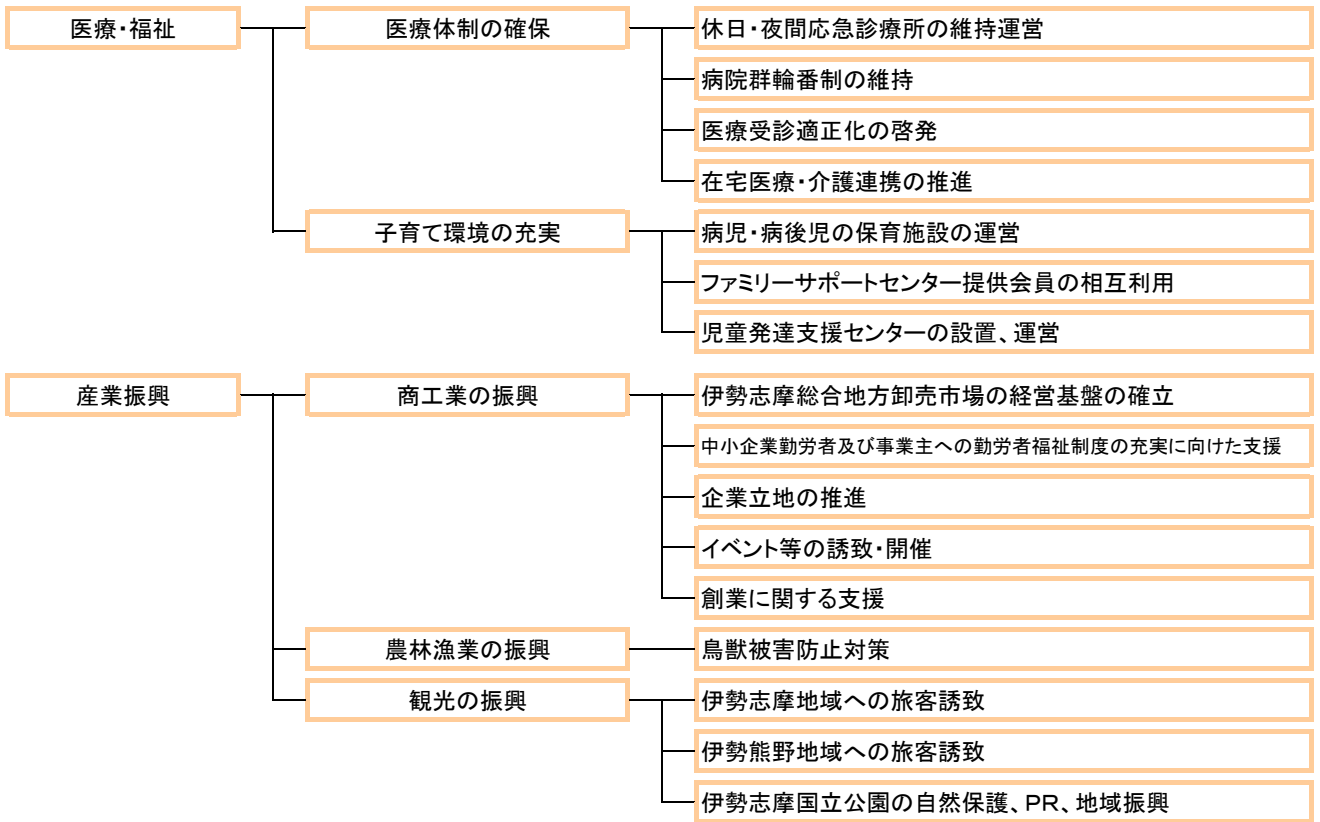 医療・福祉
医療体制の確保
休日・夜間応急診療所の維持運営
病院群輪番制の維持
医療受診適正化の啓発
在宅医療・介護連携の推進
子育て環境の充実
病児・病後児の保育施設の運営
ファミリーサポートセンター提供会員の相互利用
児童発達支援センターの設置、運営
産業振興
商工業の振興
伊勢志摩総合地方卸売市場の経営基盤の確立
中小企業勤労者及び事業主への勤労者福祉制度の充実に向けた支援
企業立地の推進
イベント等の誘致・開催
創業に関する支援
農林漁業の振興
鳥獣被害防止対策
観光の振興
伊勢志摩地域への旅客誘致
伊勢熊野地域への旅客誘致
伊勢志摩国立公園の自然保護、PR、地域振興